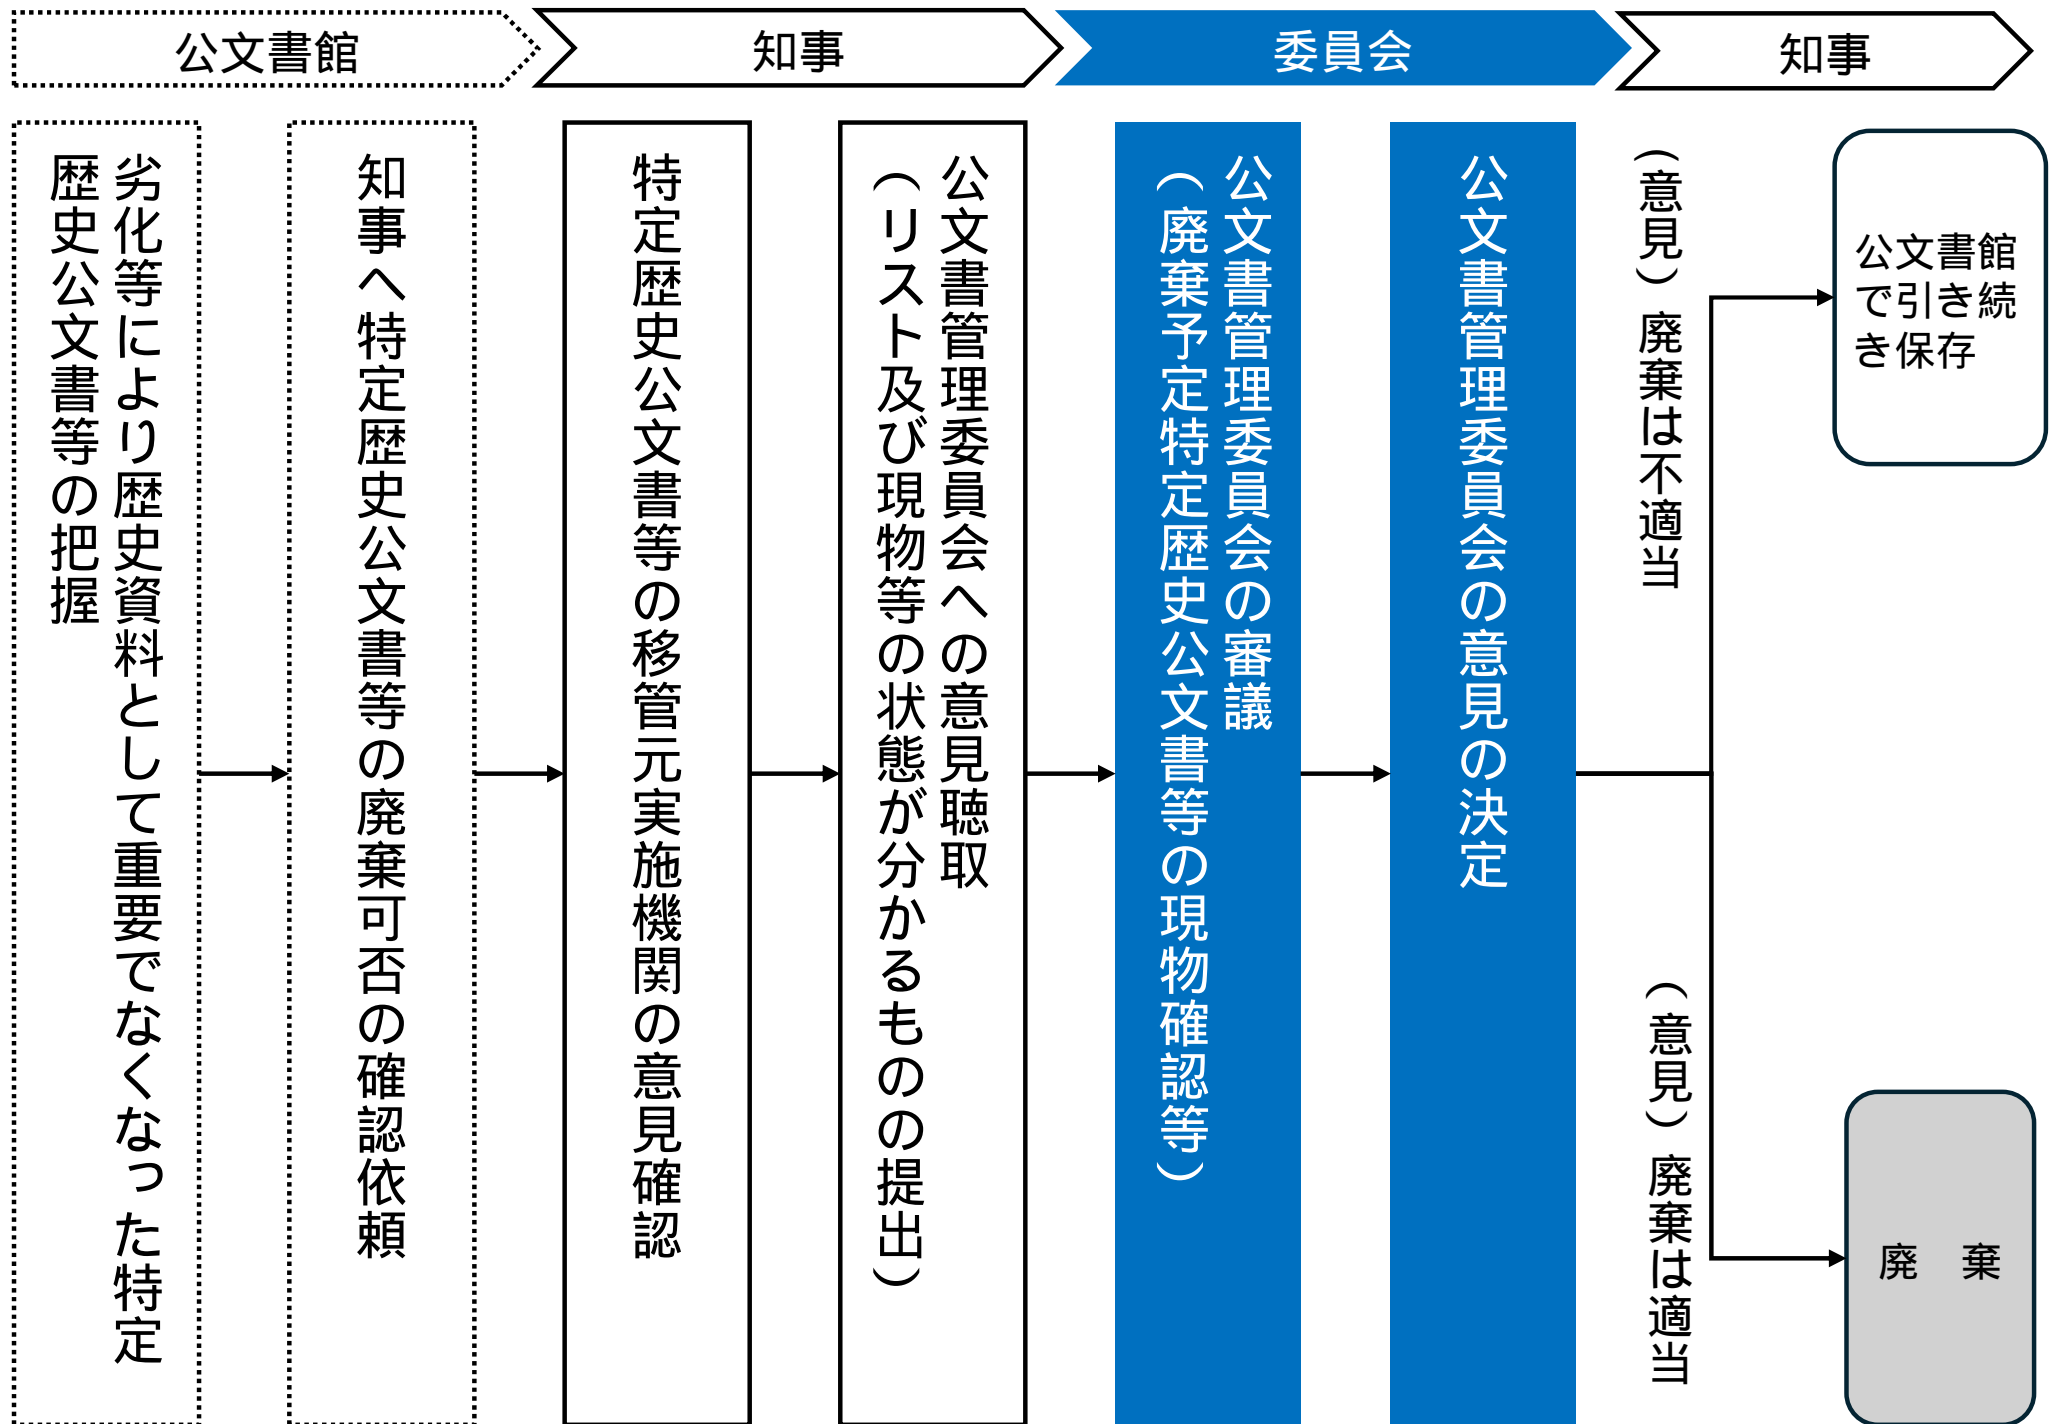 公文書館
知事
委員会
知事
劣化等により歴史資料として重要でなくなった特定
歴史公文書等の把握
知事へ特定歴史公文書等の廃棄可否の確認依頼
特定歴史公文書等の移管元実施機関の意見確認
公文書管理委員会への意見聴取
（リスト及び現物等の状態が分かるものの提出）
公文書管理委員会の審議
（廃棄予定特定歴史公文書等の現物確認等）
公文書管理委員会の意見の決定
（意見）廃棄は不適当
公文書館
で引き続
き保存
（意見）廃棄は適当
廃　棄